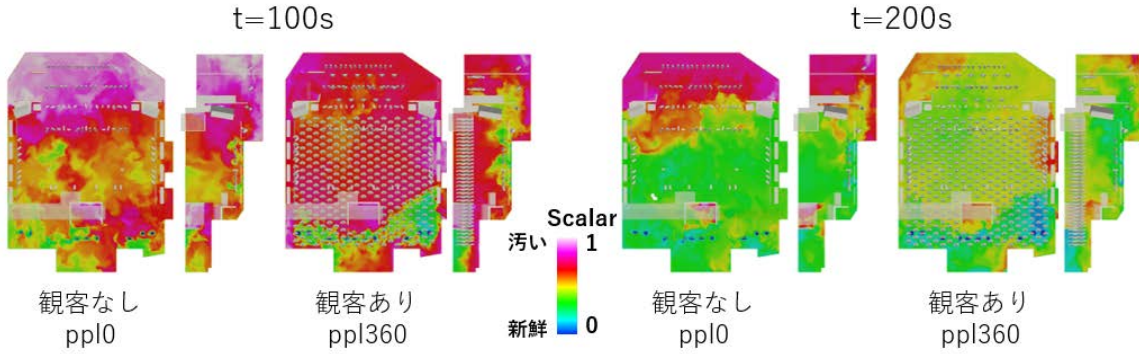 t=100s
t=200s
Scalar
汚い 1
新鮮 0
観客なし
ppl0
観客あり
ppl360
観客なし
ppl0
観客あり
ppl360